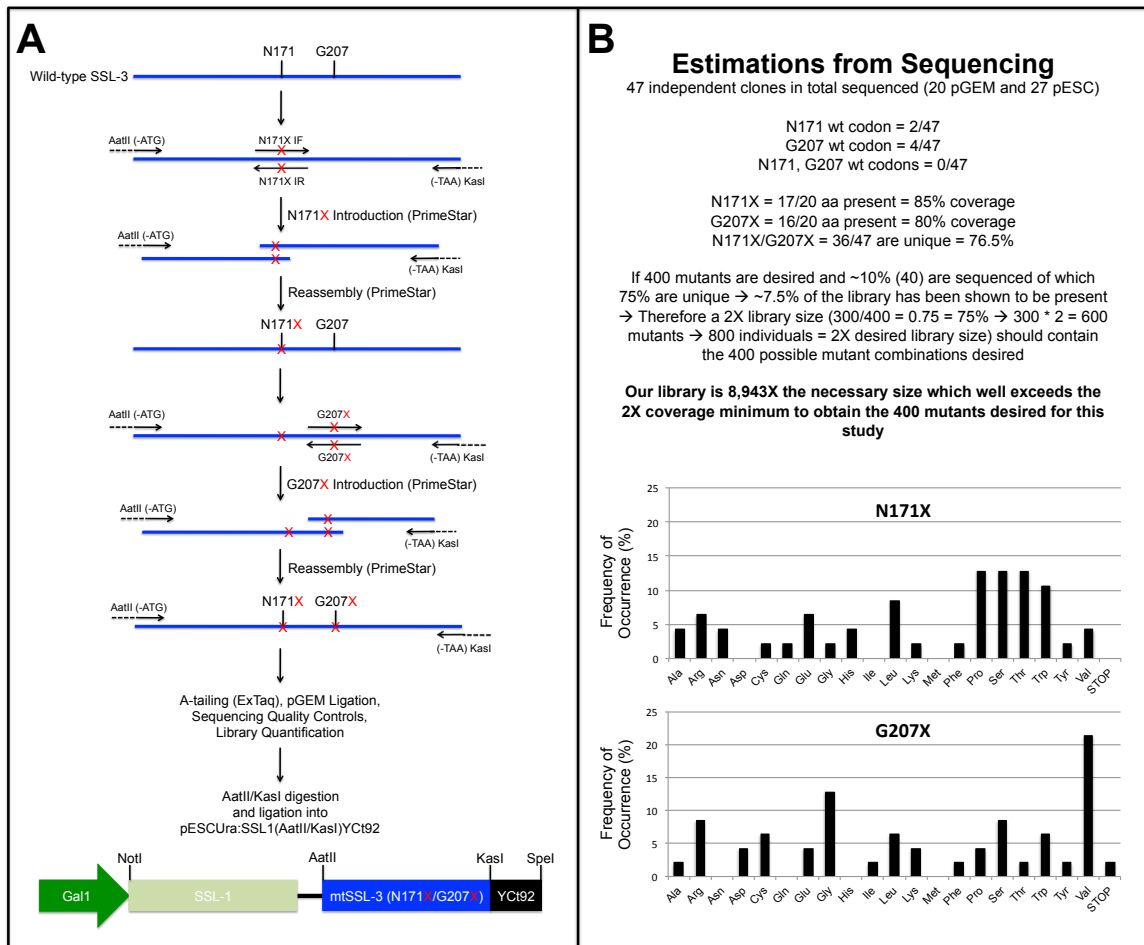 A
N171
G207
Wild-type SSL-3
AatII (-ATG)
N171X IF
X
X
N171X IR
(-TAA) KasI
N171X Introduction (PrimeStar)
AatII (-ATG)
X
X
(-TAA) KasI
Reassembly (PrimeStar)
N171X
G207
X
AatII (-ATG)
G207X
X
X
X
G207X
(-TAA) KasI
G207X Introduction (PrimeStar)
AatII (-ATG)
X
X
X
(-TAA) KasI
Reassembly (PrimeStar)
N171X
G207X
AatII (-ATG)
X
X
(-TAA) KasI
A-tailing (ExTaq), pGEM Ligation,
Sequencing Quality Controls,
Library Quantification
AatII/KasI digestion
and ligation into
pESCUra:SSL1(AatII/KasI)YCt92
NotI
AatII
KasI
SpeI
Gal1
SSL-1
mtSSL-3 (N171X/G207X)
YCt92
B
Estimations from Sequencing
47 independent clones in total sequenced (20 pGEM and 27 pESC)
N171 wt codon = 2/47
G207 wt codon = 4/47
N171, G207 wt codons = 0/47
N171X = 17/20 aa present = 85% coverage
G207X = 16/20 aa present = 80% coverage
N171X/G207X = 36/47 are unique = 76.5%
If 400 mutants are desired and ~10% (40) are sequenced of which
75% are unique → ~7.5% of the library has been shown to be present
→ Therefore a 2X library size (300/400 = 0.75 = 75% → 300 * 2 = 600
mutants → 800 individuals = 2X desired library size) should contain
the 400 possible mutant combinations desired
Our library is 8,943X the necessary size which well exceeds the
2X coverage minimum to obtain the 400 mutants desired for this
study
N171X
Frequency of
Occurrence (%)
25
20
15
10
5
0
Ala Arg Asn Asp Cys Gln Glu Gly His Ile Leu Lys Met Phe Pro Ser Thr Trp Tyr Val STOP
G207X
Frequency of
Occurrence (%)
25
20
15
10
5
0
Ala Arg Asn Asp Cys Gln Glu Gly His Ile Leu Lys Met Phe Pro Ser Thr Trp Tyr Val STOP